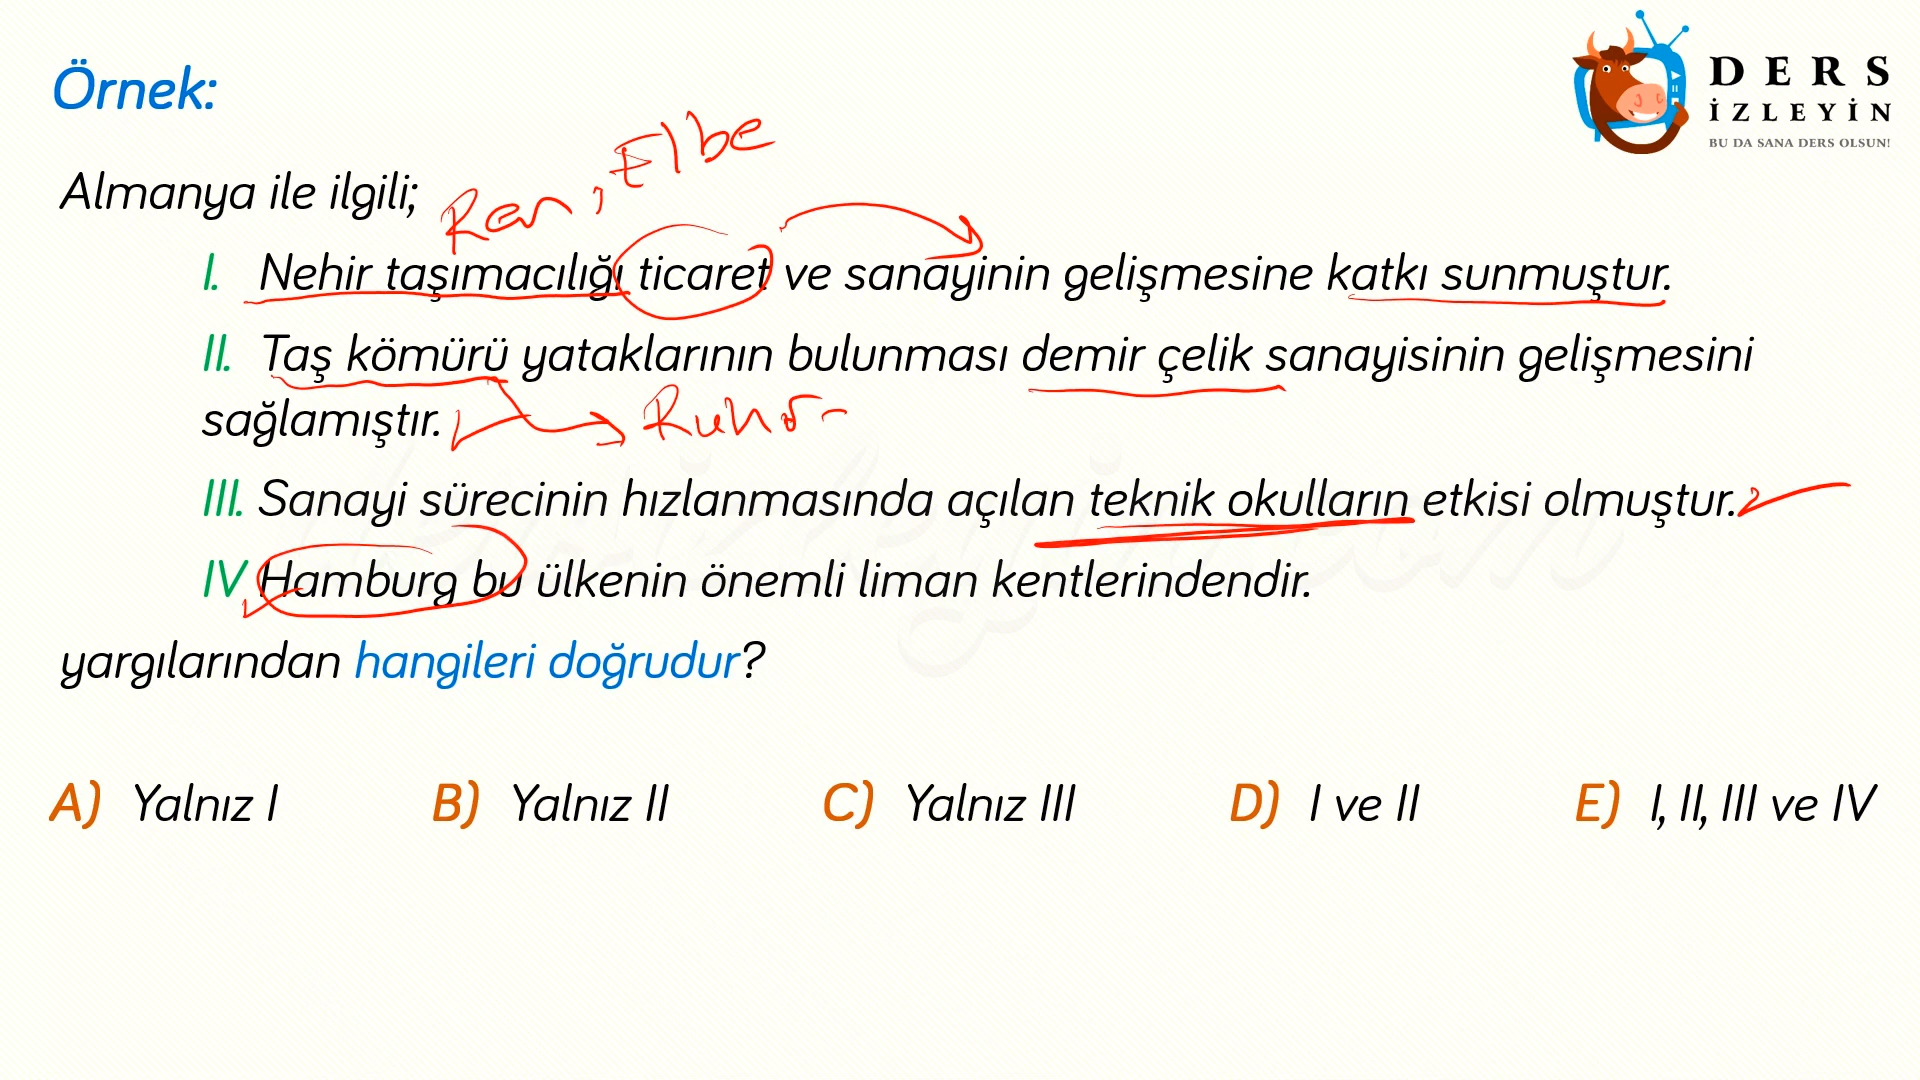 Örnek:
DERS
İZLEYİN
BU DA SANA DERS OLSUN!
Ren, Elbe
Almanya ile ilgili;
I. Nehir taşımacılığı ticaret ve sanayinin gelişmesine katkı sunmuştur.
II. Taş kömürü yataklarının bulunması demir çelik sanayisinin gelişmesini
sağlamıştır.
Ruhr
III. Sanayi sürecinin hızlanmasında açılan teknik okulların etkisi olmuştur.
IV Hamburg bu ülkenin önemli liman kentlerindendir.
yargılarından hangileri doğrudur?
A) Yalnız I B) Yalnız II C) Yalnız III D) I ve II E) I, II, III ve IV